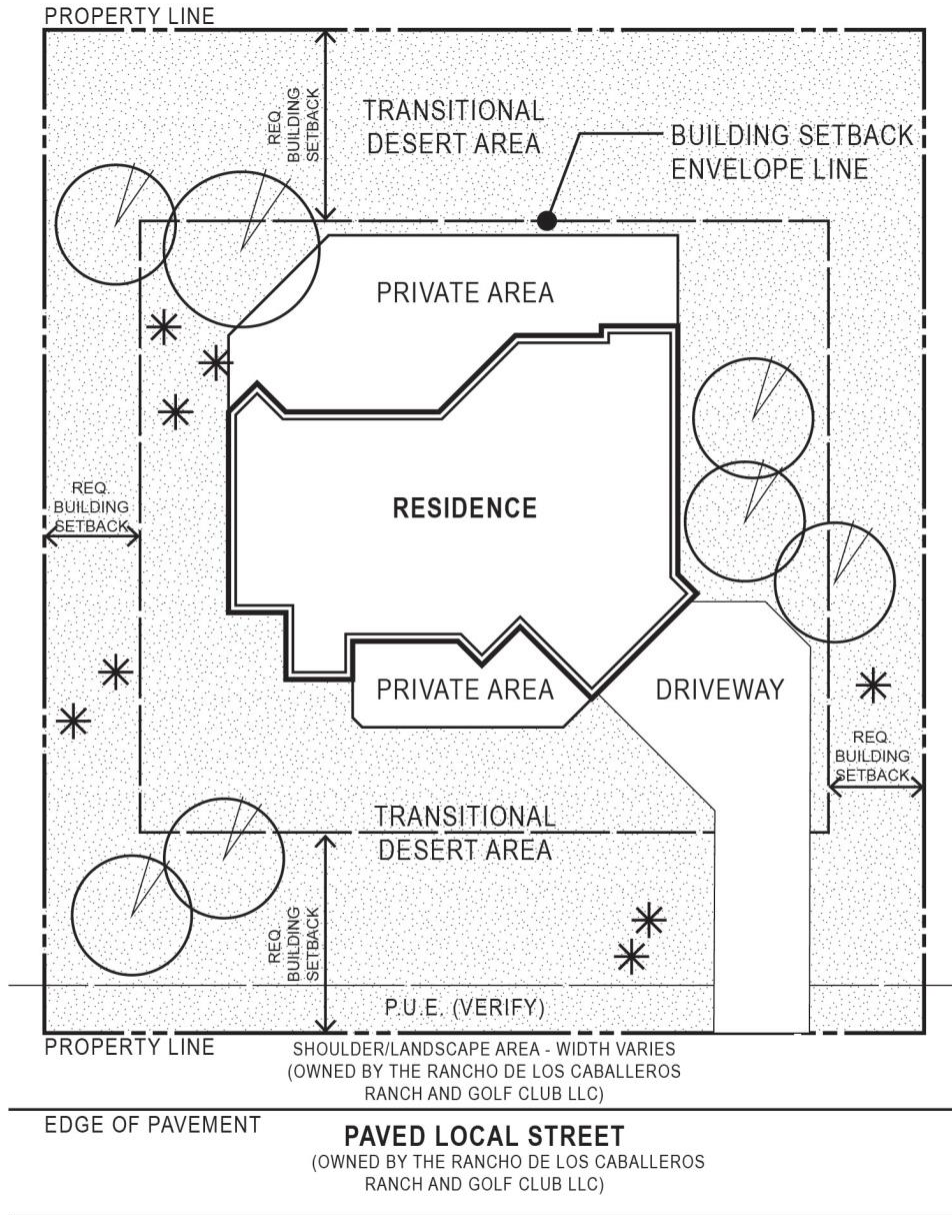 PROPERTY LINE
REQ.
BUILDING
SETBACK
TRANSITIONAL
DESERT AREA
BUILDING SETBACK
ENVELOPE LINE
PRIVATE AREA
REQ.
BUILDING
SETBACK
RESIDENCE
PRIVATE AREA
DRIVEWAY
REQ.
BUILDING
SETBACK
TRANSITIONAL
DESERT AREA
REQ.
BUILDING
SETBACK
P.U.E. (VERIFY)
PROPERTY LINE
SHOULDER/LANDSCAPE AREA - WIDTH VARIES
(OWNED BY THE RANCHO DE LOS CABALLEROS
RANCH AND GOLF CLUB LLC)
EDGE OF PAVEMENT
PAVED LOCAL STREET
(OWNED BY THE RANCHO DE LOS CABALLEROS
RANCH AND GOLF CLUB LLC)